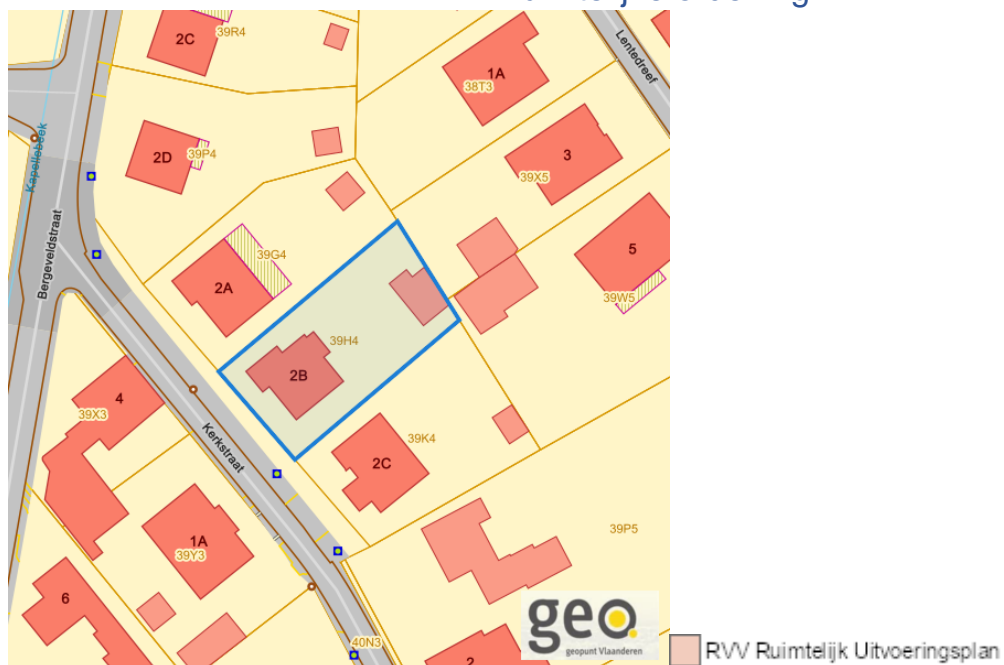 2C
39R4
Lentedreef
1A
38T3
Kapellebeek
2D
39P4
3
39X5
Bergeveldstraat
39G4
2A
5
39W5
39H4
2B
4
39X3
Kerkstraat
39K4
2C
39P5
1A
39Y3
6
geo
geopunt Vlaanderen
40N3
2
RVV Ruimtelijk Uitvoeringsplan